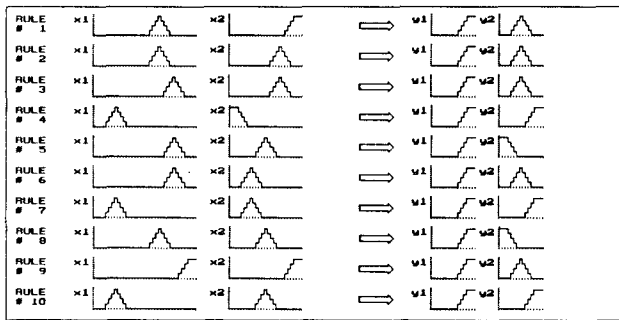 RULE # 1 x1 x2 y1 y2
RULE # 2 x1 x2 y1 y2
RULE # 3 x1 x2 y1 y2
RULE # 4 x1 x2 y1 y2
RULE # 5 x1 x2 y1 y2
RULE # 6 x1 x2 y1 y2
RULE # 7 x1 x2 y1 y2
RULE # 8 x1 x2 y1 y2
RULE # 9 x1 x2 y1 y2
RULE # 10 x1 x2 y1 y2